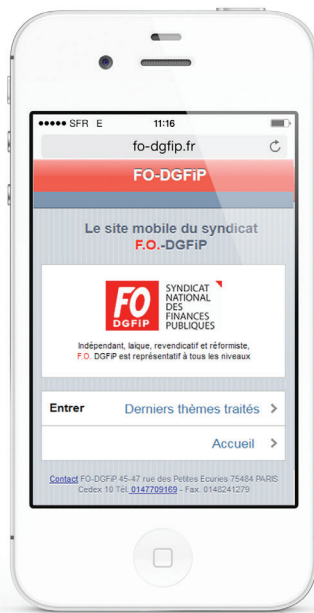 ●●●●● SFR E 11:16
fo-dgfip.fr
FO-DGFiP
Le site mobile du syndicat
F.O.-DGFiP
FO
DGFIP
SYNDICAT
NATIONAL
DES
FINANCES
PUBLIQUES
Indépendant, laïque, revendicatif et réformiste,
F.O. DGFiP est représentatif à tous les niveaux
Entrer Derniers thèmes traités >
Accueil >
Contact FO-DGFiP 45-47 rue des Petites Ecuries 75484 PARIS
Cedex 10 Tél. 0147709169 - Fax. 0148241279